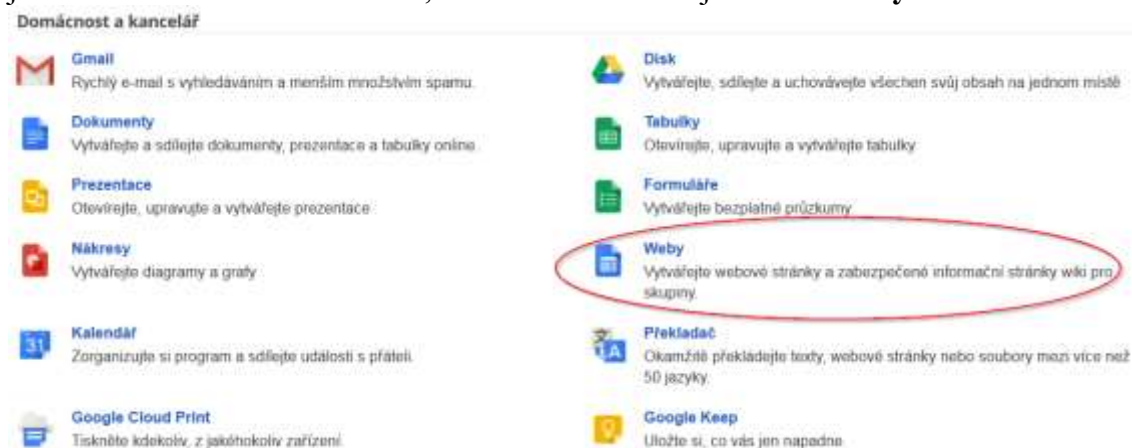 Domácnost a kancelář
Gmail
Rychlý e-mail s vyhledáváním a menším množstvím spamu.
Disk
Vytvářejte, sdílejte a uchovávejte všechen svůj obsah na jednom místě
Dokumenty
Vytvářejte a sdílejte dokumenty, prezentace a tabulky online.
Tabulky
Otevírejte, upravujte a vytvářejte tabulky
Prezentace
Otevírejte, upravujte a vytvářejte prezentace
Formuláře
Vytvářejte bezplatné průzkumy
Nákresy
Vytvářejte diagramy a grafy
Weby
Vytvářejte webové stránky a zabezpečené informační stránky wiki pro
skupiny.
Kalendář
31
Zorganizujte si program a sdílejte události s přáteli.
Překladač
Okamžitě překládejte texty, webové stránky nebo soubory mezi více než
50 jazyky.
Google Cloud Print
Tiskněte kdekoliv, z jakéhokoliv zařízení.
Google Keep
Uložte si, co vás jen napadne